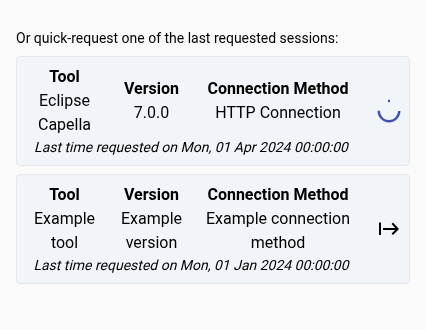 Or quick-request one of the last requested sessions:
Tool Version Connection Method
Eclipse Capella 7.0.0 HTTP Connection
Last time requested on Mon, 01 Apr 2024 00:00:00
Tool Version Connection Method
Example tool Example version Example connection method
Last time requested on Mon, 01 Jan 2024 00:00:00